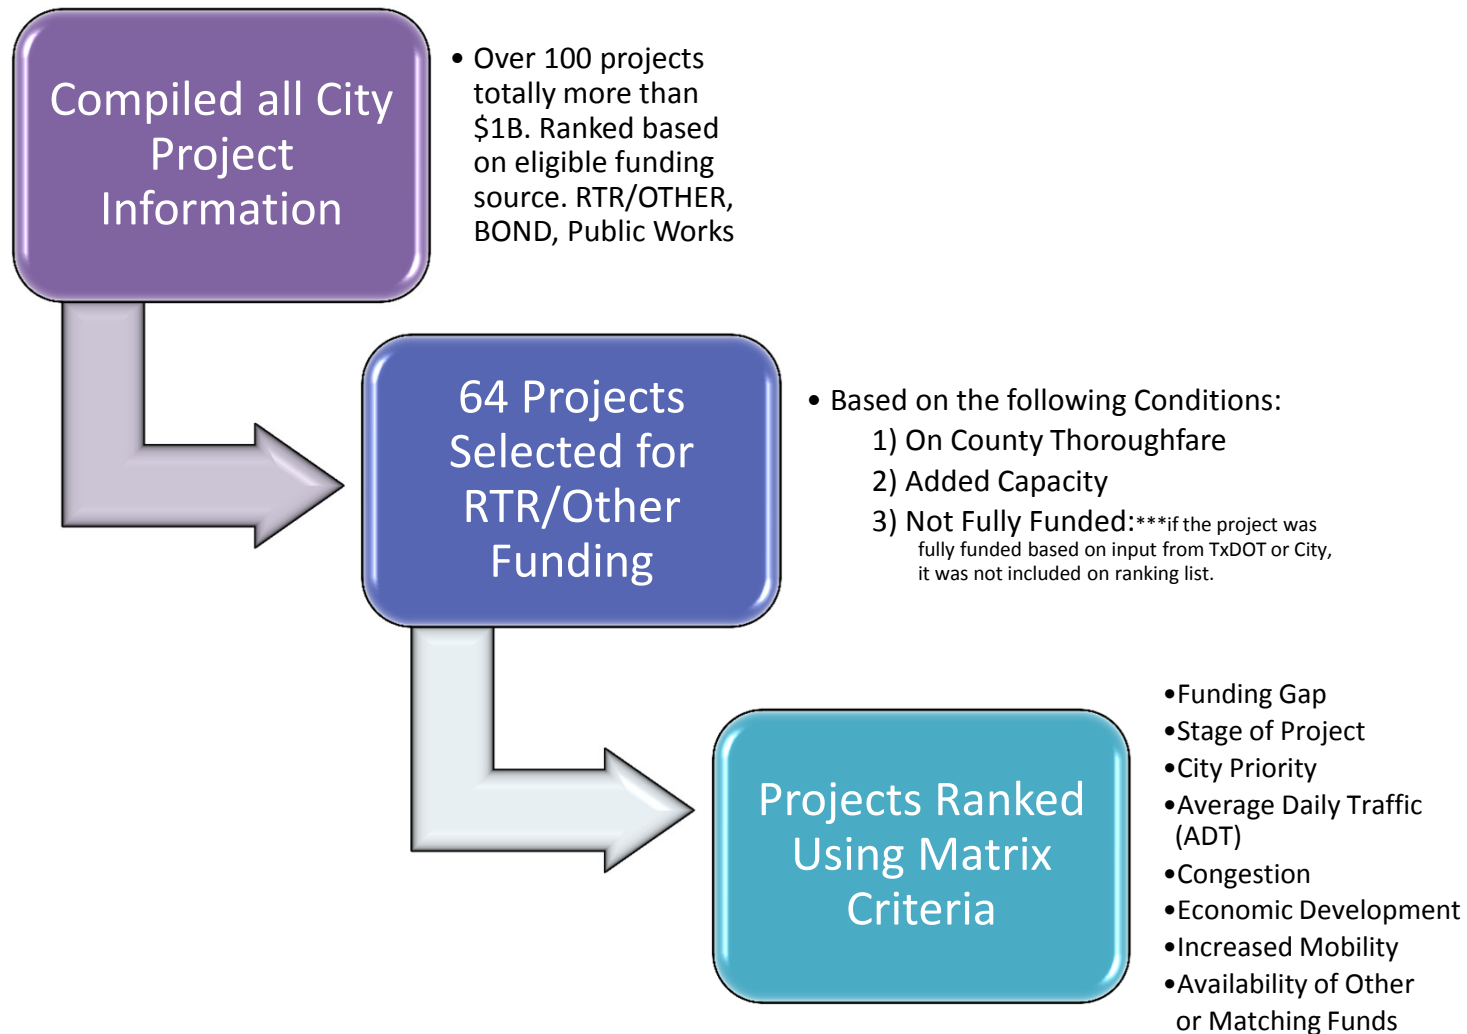 Compiled all City
Project
Information
• Over 100 projects
totally more than
$1B. Ranked based
on eligible funding
source. RTR/OTHER,
BOND, Public Works
64 Projects
Selected for
RTR/Other
Funding
• Based on the following Conditions:
1) On County Thoroughfare
2) Added Capacity
3) Not Fully Funded:***if the project was
fully funded based on input from TxDOT or City,
it was not included on ranking list.
Projects Ranked
Using Matrix
Criteria
•Funding Gap
•Stage of Project
•City Priority
•Average Daily Traffic
(ADT)
•Congestion
•Economic Development
•Increased Mobility
•Availability of Other
or Matching Funds